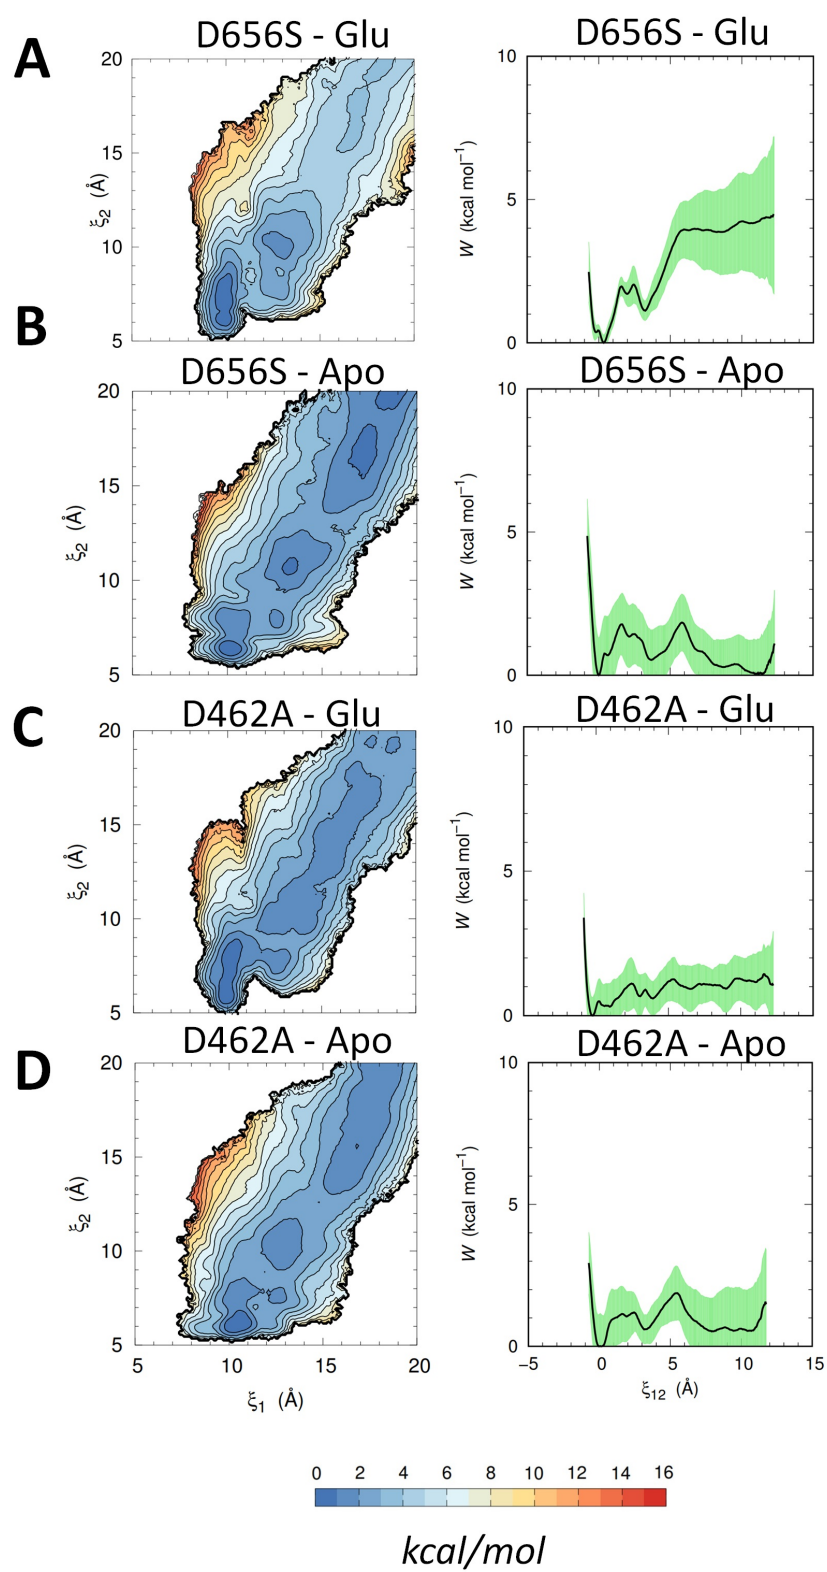 A
D656S - Glu
D656S - Glu
20
15
10
5
ξ2 (Å)
10
5
0
W (kcal mol−1)
B
D656S - Apo
D656S - Apo
20
15
10
5
ξ2 (Å)
10
5
0
W (kcal mol−1)
C
D462A - Glu
D462A - Glu
20
15
10
5
ξ2 (Å)
10
5
0
W (kcal mol−1)
D
D462A - Apo
D462A - Apo
20
15
10
5
ξ2 (Å)
10
5
0
W (kcal mol−1)
5 10 15 20
ξ1 (Å)
−5 0 5 10 15
ξ12 (Å)
0 2 4 6 8 10 12 14 16
kcal/mol